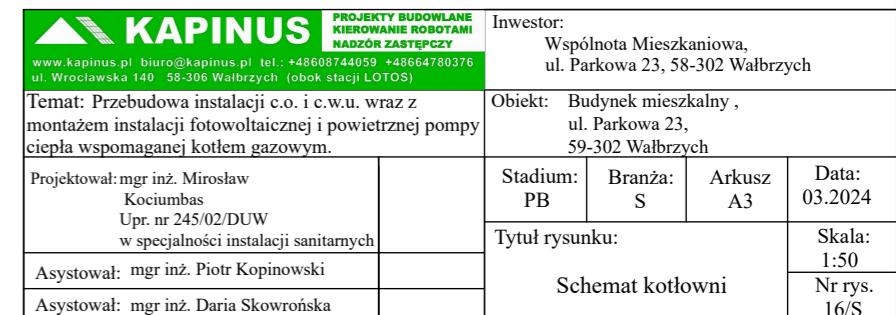 KAPINUS
PROJEKTY BUDOWLANE
KIEROWANIE ROBOTAMI
NADZÓR ZASTĘPCZY
www.kapinus.pl biuro@kapinus.pl tel.: +48608744059 +48664780376
ul. Wrocławska 140 58-306 Wałbrzych (obok stacji LOTOS)
Inwestor:
Wspólnota Mieszkaniowa,
ul. Parkowa 23, 58-302 Wałbrzych
Temat: Przebudowa instalacji c.o. i c.w.u. wraz z
montażem instalacji fotowoltaicznej i powietrznej pompy
ciepła wspomaganej kotłem gazowym.
Obiekt: Budynek mieszkalny ,
ul. Parkowa 23,
59-302 Wałbrzych
Projektował: mgr inż. Mirosław
Kociumbas
Upr. nr 245/02/DUW
w specjalności instalacji sanitarnych
Stadium:
PB
Branża:
S
Arkusz
A3
Data:
03.2024
Asystował: mgr inż. Piotr Kopinowski
Asystował: mgr inż. Daria Skowrońska
Tytuł rysunku:
Schemat kotłowni
Skala:
1:50
Nr rys.
16/S